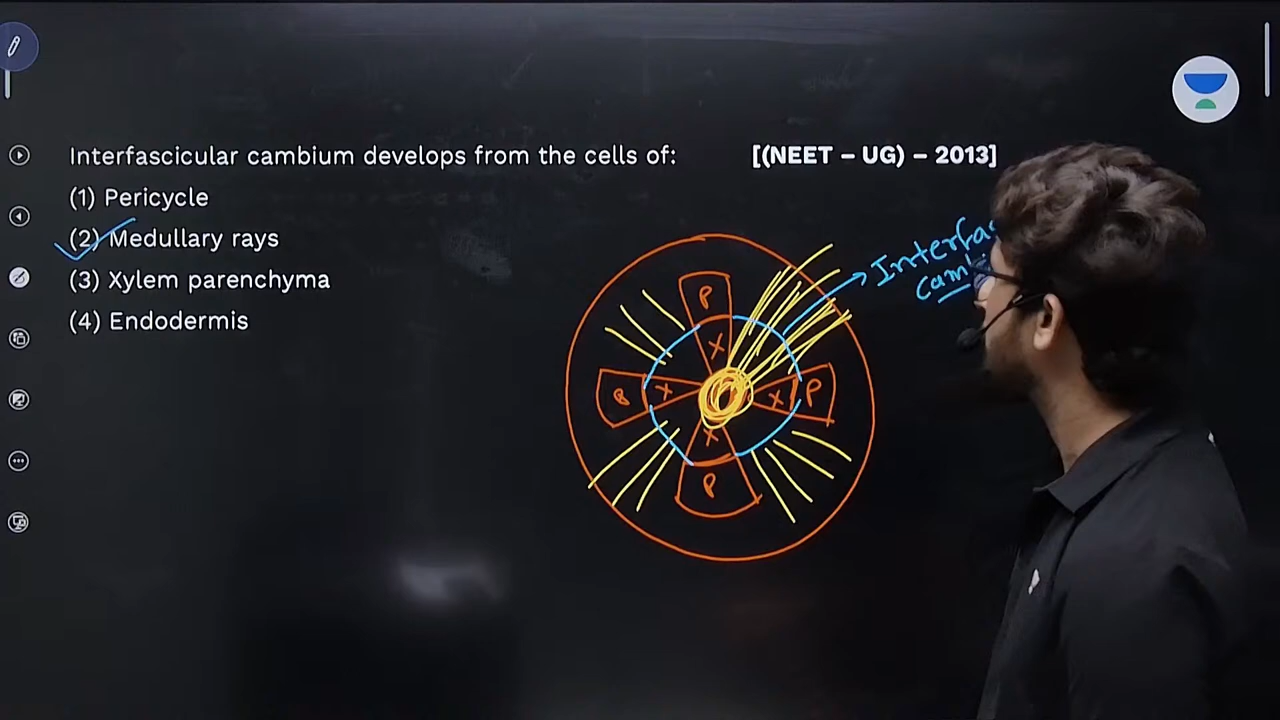 Interfascicular cambium develops from the cells of: [(NEET – UG) – 2013]
(1) Pericycle
(2) Medullary rays
(3) Xylem parenchyma
(4) Endodermis
P
X
X
X
P
X
P